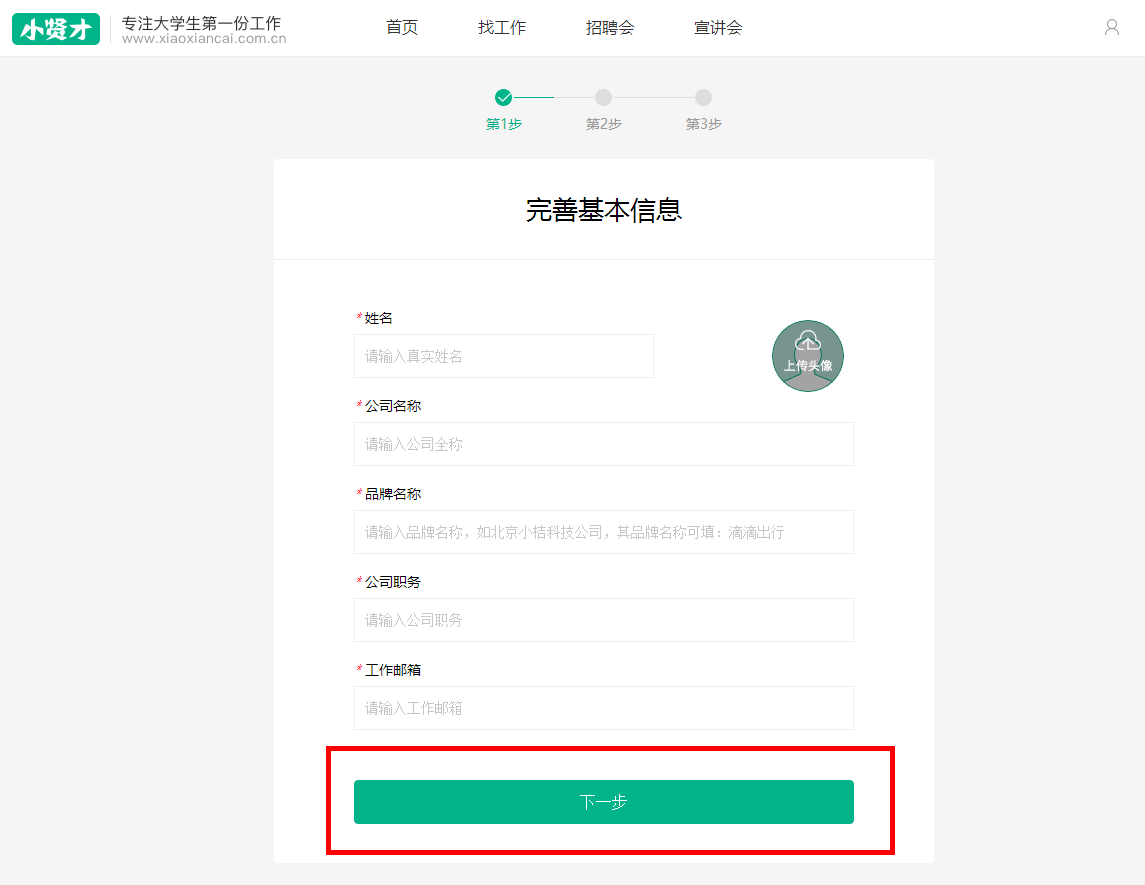 小贤才
专注大学生第一份工作
www.xiaoxiancai.com.cn
首页 找工作 招聘会 宣讲会
第1步 第2步 第3步
完善基本信息
*姓名
请输入真实姓名
上传头像
*公司名称
请输入公司全称
*品牌名称
请输入品牌名称，如北京小桔科技公司，其品牌名称可填：滴滴出行
*公司职务
请输入公司职务
*工作邮箱
请输入工作邮箱
下一步